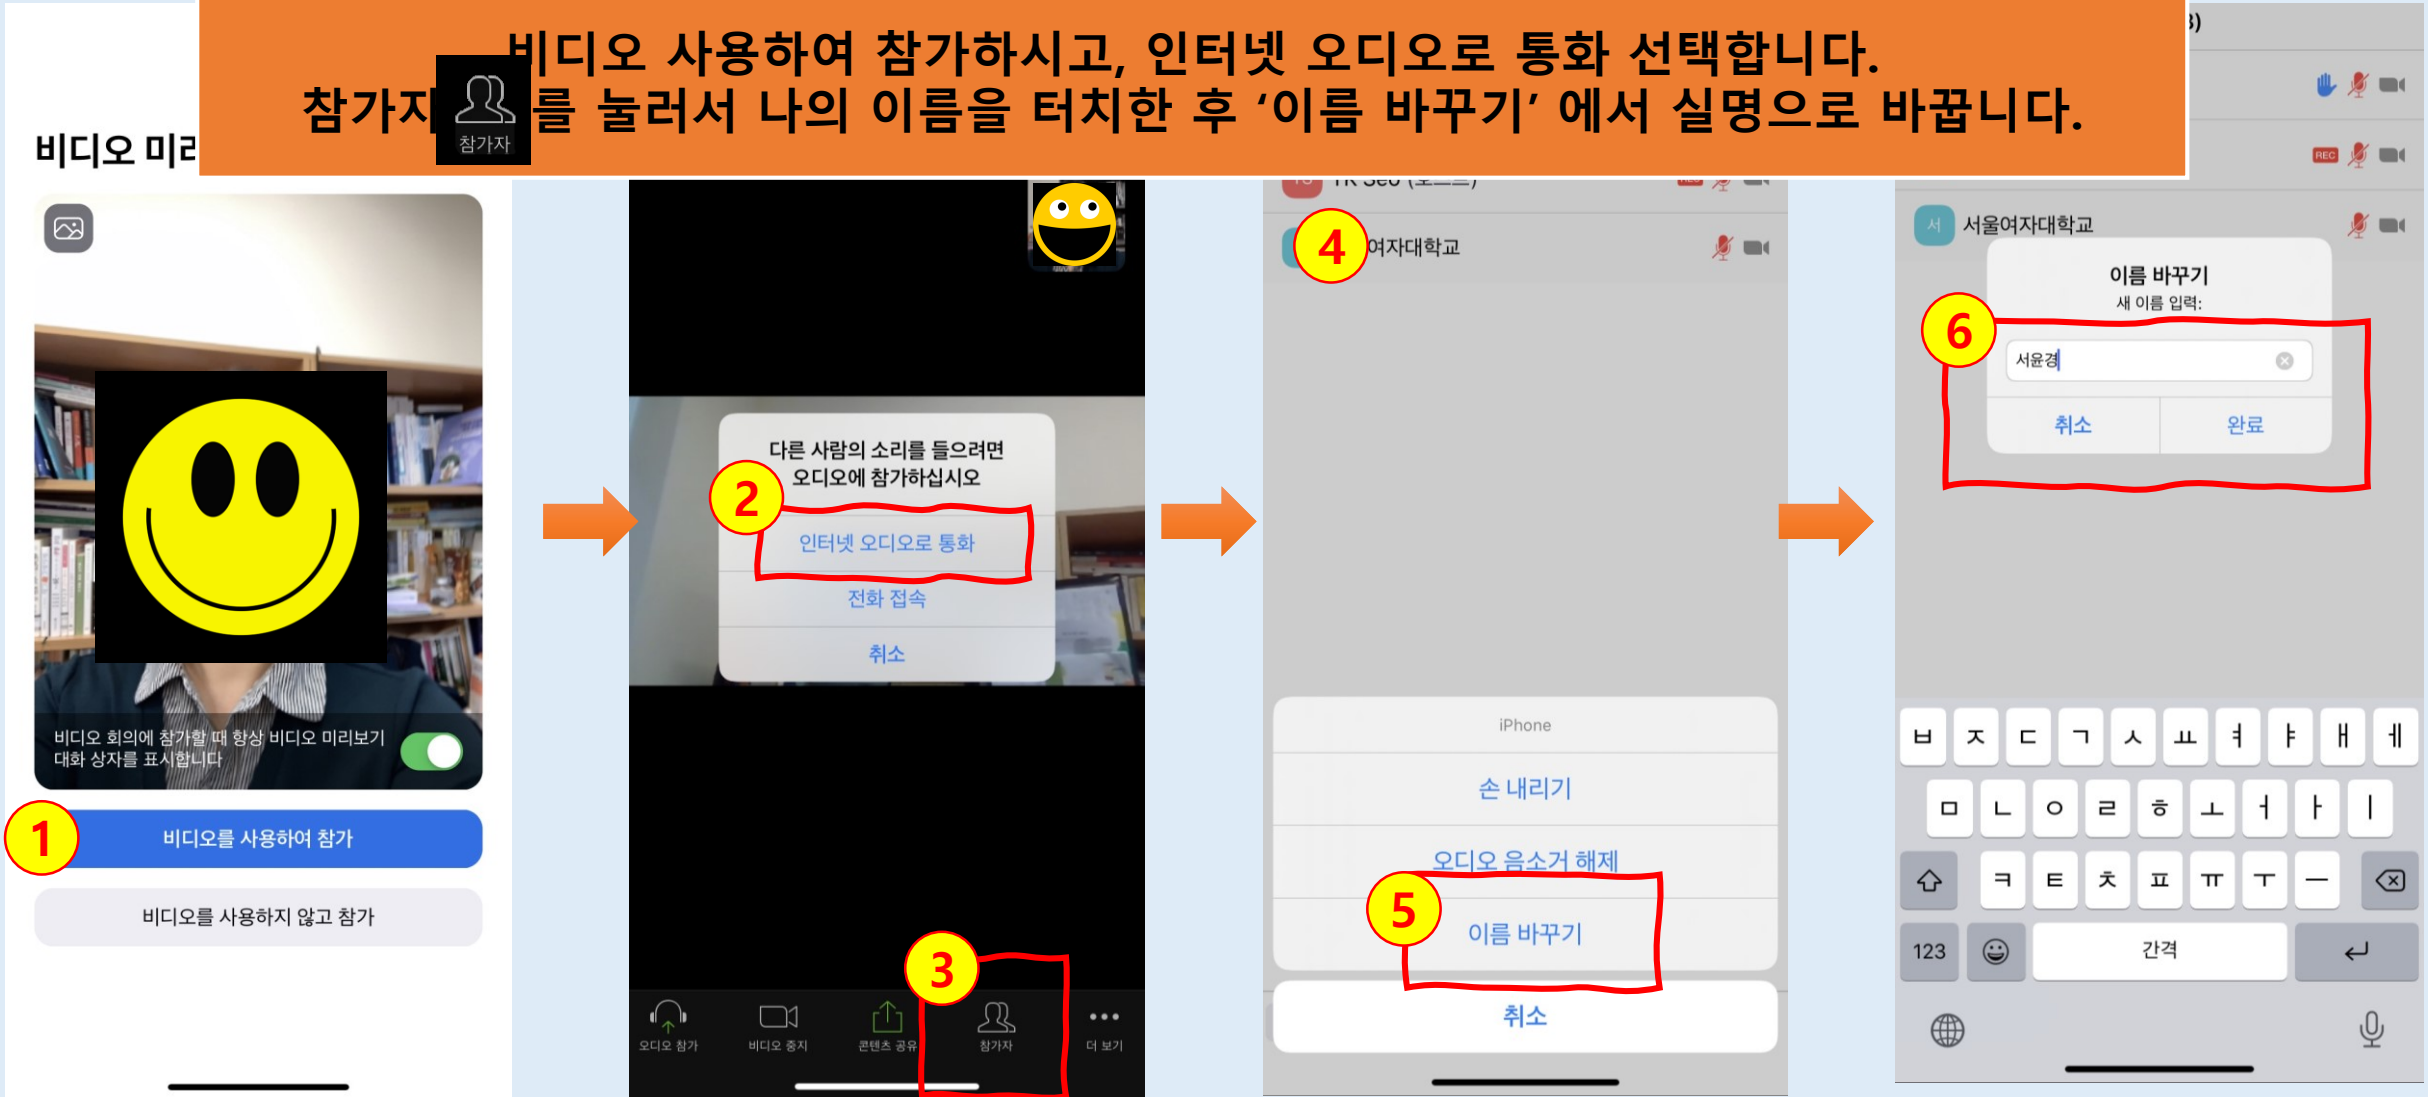 비디오 사용하여 참가하시고, 인터넷 오디오로 통화 선택합니다.
참가자 를 눌러서 나의 이름을 터치한 후 ‘이름 바꾸기’ 에서 실명으로 바꿉니다.
참가자
비디오 미리
비디오 회의에 참가할 때 항상 비디오 미리보기
대화 상자를 표시합니다
1
비디오를 사용하여 참가
비디오를 사용하지 않고 참가
다른 사람의 소리를 들으려면
오디오에 참가하십시오
2
인터넷 오디오로 통화
전화 접속
취소
3
오디오 참가
비디오 중지
콘텐츠 공유
참가자
더 보기
YK Seo (호스트)
4
여자대학교
iPhone
손 내리기
오디오 음소거 해제
5
이름 바꾸기
취소
3)
REC
서 서울여자대학교
이름 바꾸기
새 이름 입력:
6
서윤경
취소 완료
ㅂ ㅈ ㄷ ㄱ ㅅ ㅛ ㅕ ㅑ ㅐ ㅔ
ㅁ ㄴ ㅇ ㄹ ㅎ ㅗ ㅓ ㅏ ㅣ
ㅋ ㅌ ㅊ ㅍ ㅠ ㅜ ㅡ
123 간격